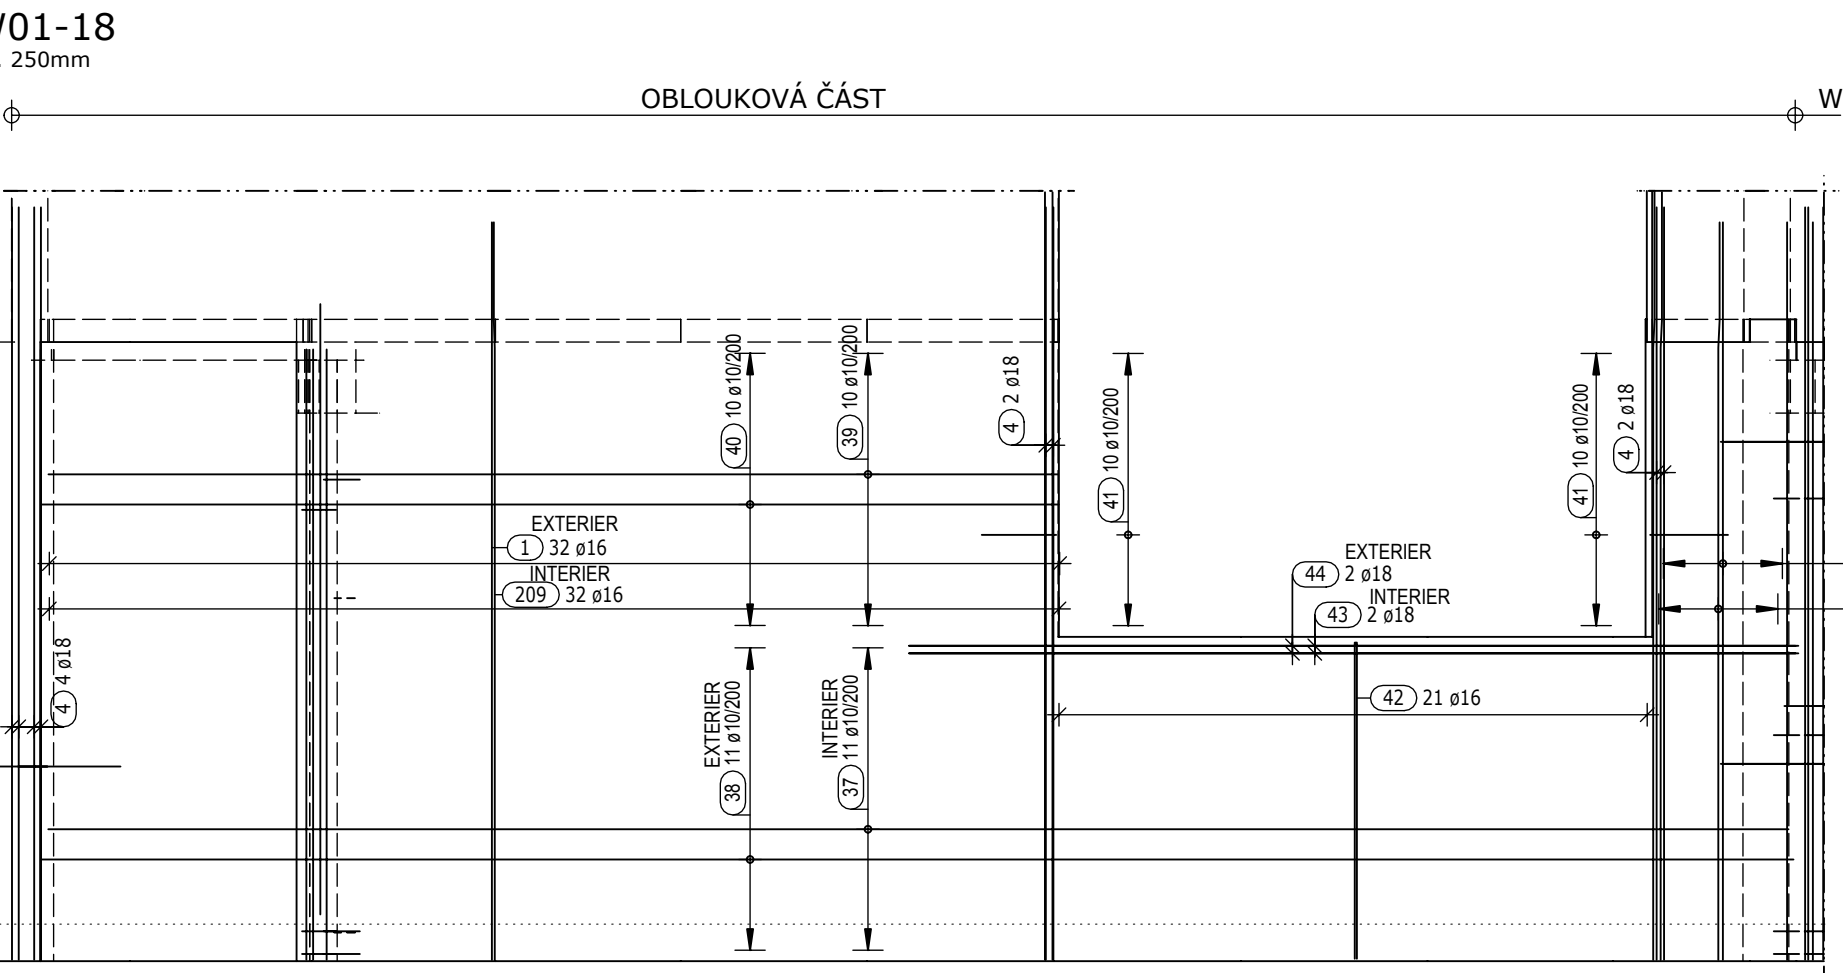 W01-18
. 250mm
OBLOUKOVÁ ČÁST
W
40 10 ø10/200
39 10 ø10/200
4 2 ø18
41 10 ø10/200
41 10 ø10/200
4 2 ø18
EXTERIER
1 32 ø16
INTERIER
209 32 ø16
EXTERIER
44 2 ø18
INTERIER
43 2 ø18
4 4 ø18
EXTERIER
38 11 ø10/200
INTERIER
37 11 ø10/200
42 21 ø16